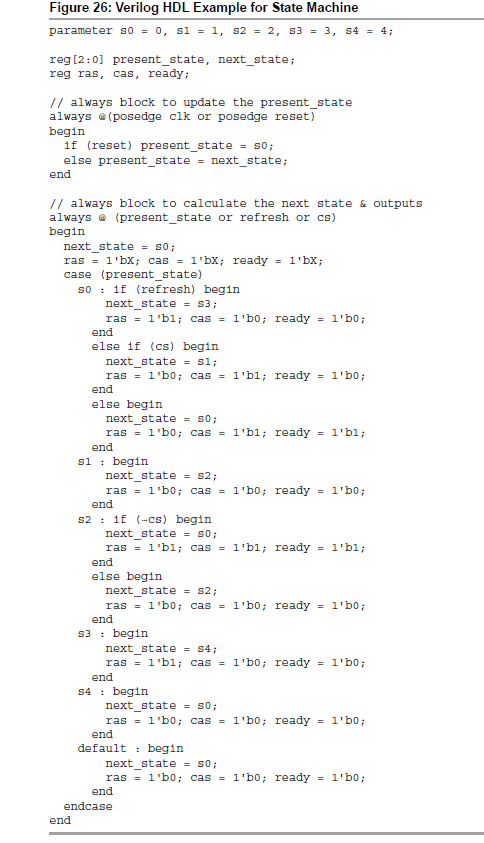 Figure 26: Verilog HDL Example for State Machine
parameter s0 = 0, s1 = 1, s2 = 2, s3 = 3, s4 = 4;
reg[2:0] present_state, next_state;
reg ras, cas, ready;
// always block to update the present_state
always @(posedge clk or posedge reset)
begin
if (reset) present_state = s0;
else present_state = next_state;
end
// always block to calculate the next state & outputs
always @ (present_state or refresh or cs)
begin
next_state = s0;
ras = 1'bX; cas = 1'bX; ready = 1'bX;
case (present_state)
s0 : if (refresh) begin
next_state = s3;
ras = 1'b1; cas = 1'b0; ready = 1'b0;
end
else if (cs) begin
next_state = s1;
ras = 1'b0; cas = 1'b1; ready = 1'b0;
end
else begin
next_state = s0;
ras = 1'b0; cas = 1'b1; ready = 1'b1;
end
s1 : begin
next_state = s2;
ras = 1'b0; cas = 1'b0; ready = 1'b0;
end
s2 : if (~cs) begin
next_state = s0;
ras = 1'b1; cas = 1'b1; ready = 1'b1;
end
else begin
next_state = s2;
ras = 1'b0; cas = 1'b0; ready = 1'b0;
end
s3 : begin
next_state = s4;
ras = 1'b1; cas = 1'b0; ready = 1'b0;
end
s4 : begin
next_state = s0;
ras = 1'b0; cas = 1'b0; ready = 1'b0;
end
default : begin
next_state = s0;
ras = 1'b0; cas = 1'b0; ready = 1'b0;
end
endcase
end